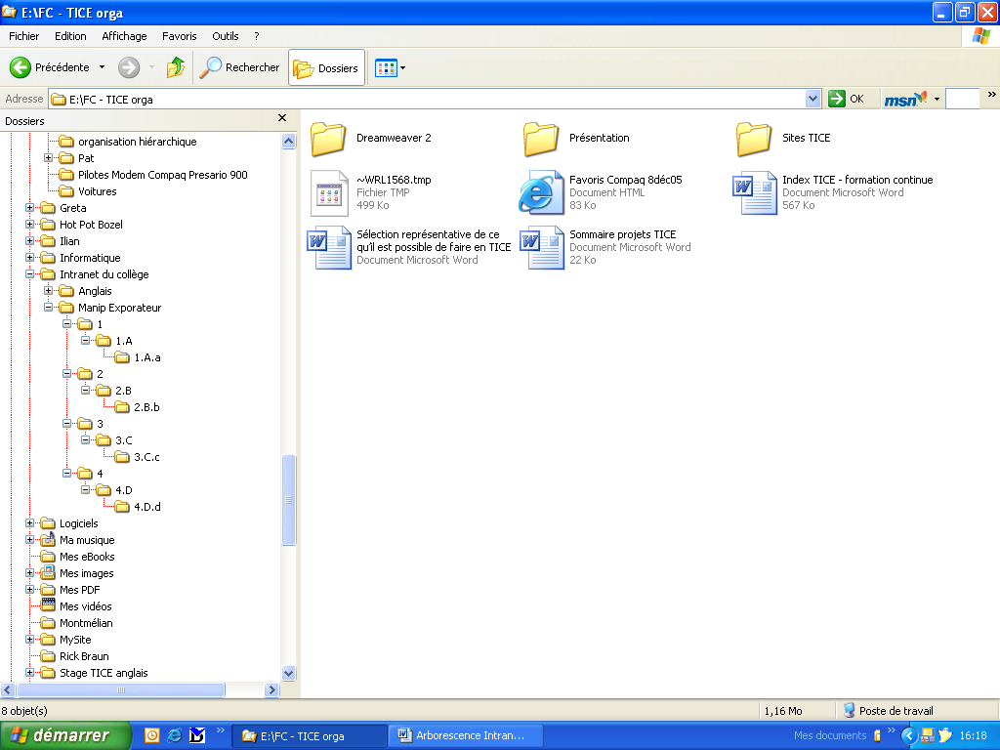 E:\FC - TICE orga
Fichier Edition Affichage Favoris Outils ?
Précédente Rechercher Dossiers
Adresse E:\FC - TICE orga OK msn »
Dossiers
organisation hiérarchique
Pat
Pilotes Modem Compaq Presario 900
Voitures
Greta
Hot Pot Bozel
Ilian
Informatique
Intranet du collège
Anglais
Manip Exporateur
1
1.A
1.A.a
2
2.B
2.B.b
3
3.C
3.C.c
4
4.D
4.D.d
Logiciels
Ma musique
Mes eBooks
Mes images
Mes PDF
Mes vidéos
Montmélian
MySite
Rick Braun
Stage TICE anglais
Dreamweaver 2
Présentation
Sites TICE
~WRL1568.tmp
Fichier TMP
499 Ko
Favoris Compaq 8déc05
Document HTML
83 Ko
Index TICE - formation continue
Document Microsoft Word
567 Ko
Sélection représentative de ce
qu'il est possible de faire en TICE
Document Microsoft Word
Sommaire projets TICE
Document Microsoft Word
22 Ko
8 objet(s) 1,16 Mo Poste de travail
démarrer » E:\FC - TICE orga Arborescence Intran... Mes documents » 16:18